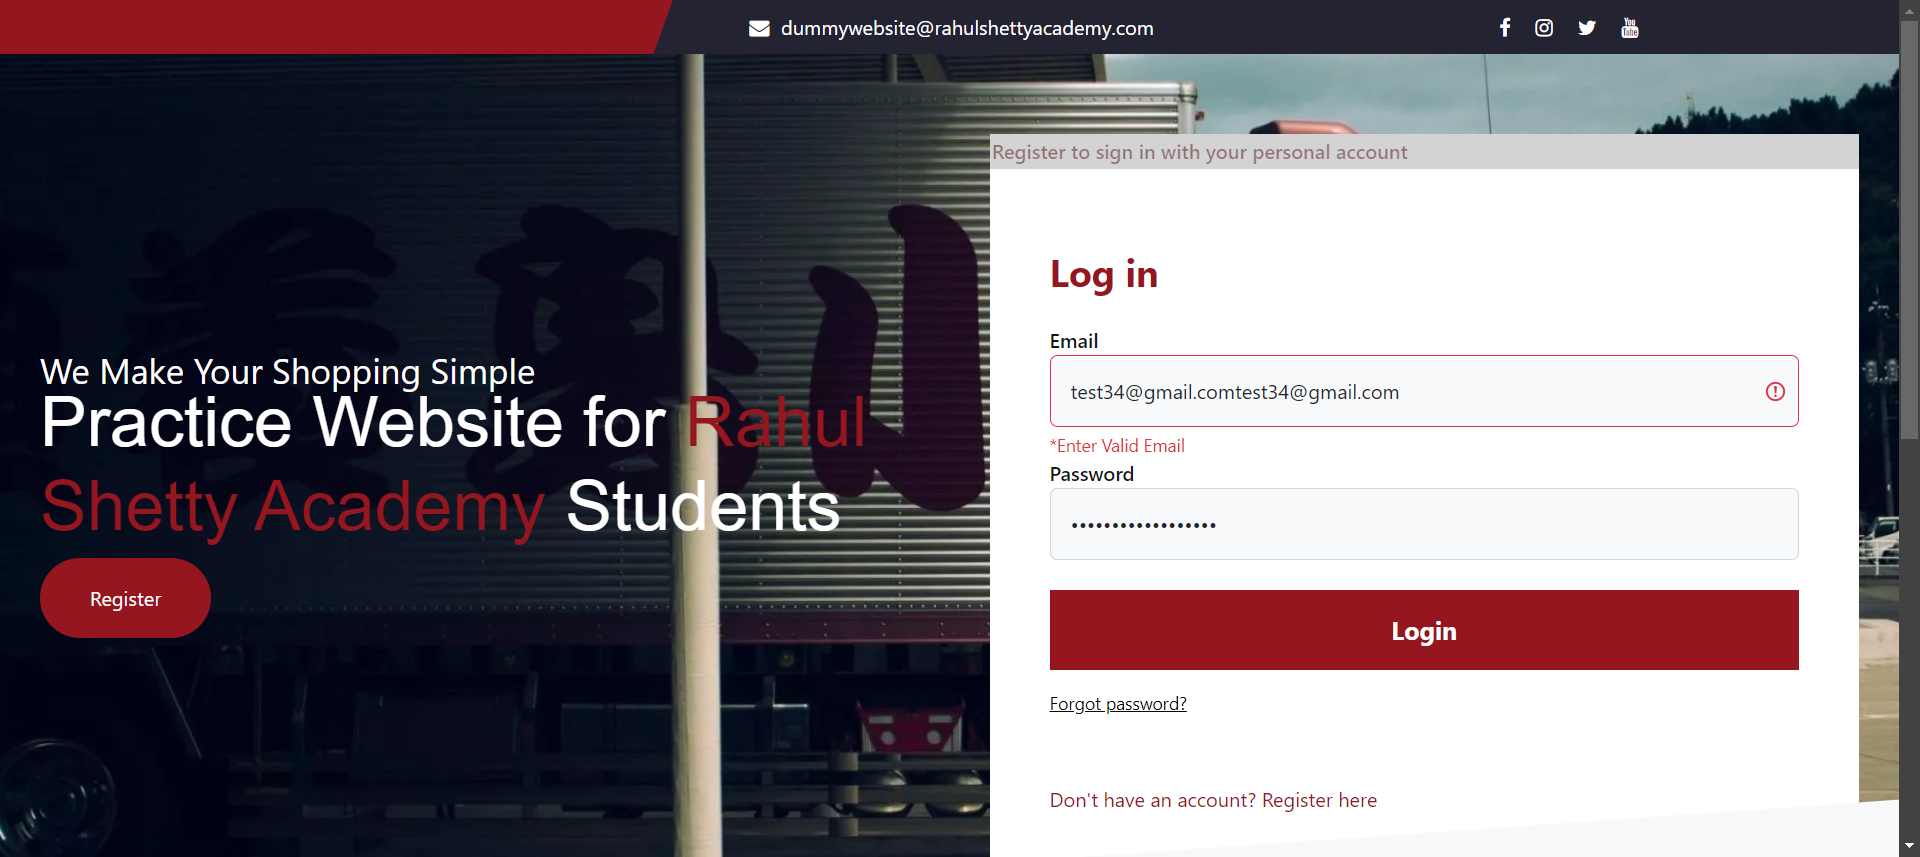 dummywebsite@rahulshettyacademy.com
Register to sign in with your personal account
We Make Your Shopping Simple
Practice Website for Rahul
Shetty Academy Students
Register
Log in
Email
test34@gmail.comtest34@gmail.com
*Enter Valid Email
Password
••••••••••••••••••
Login
Forgot password?
Don't have an account? Register here